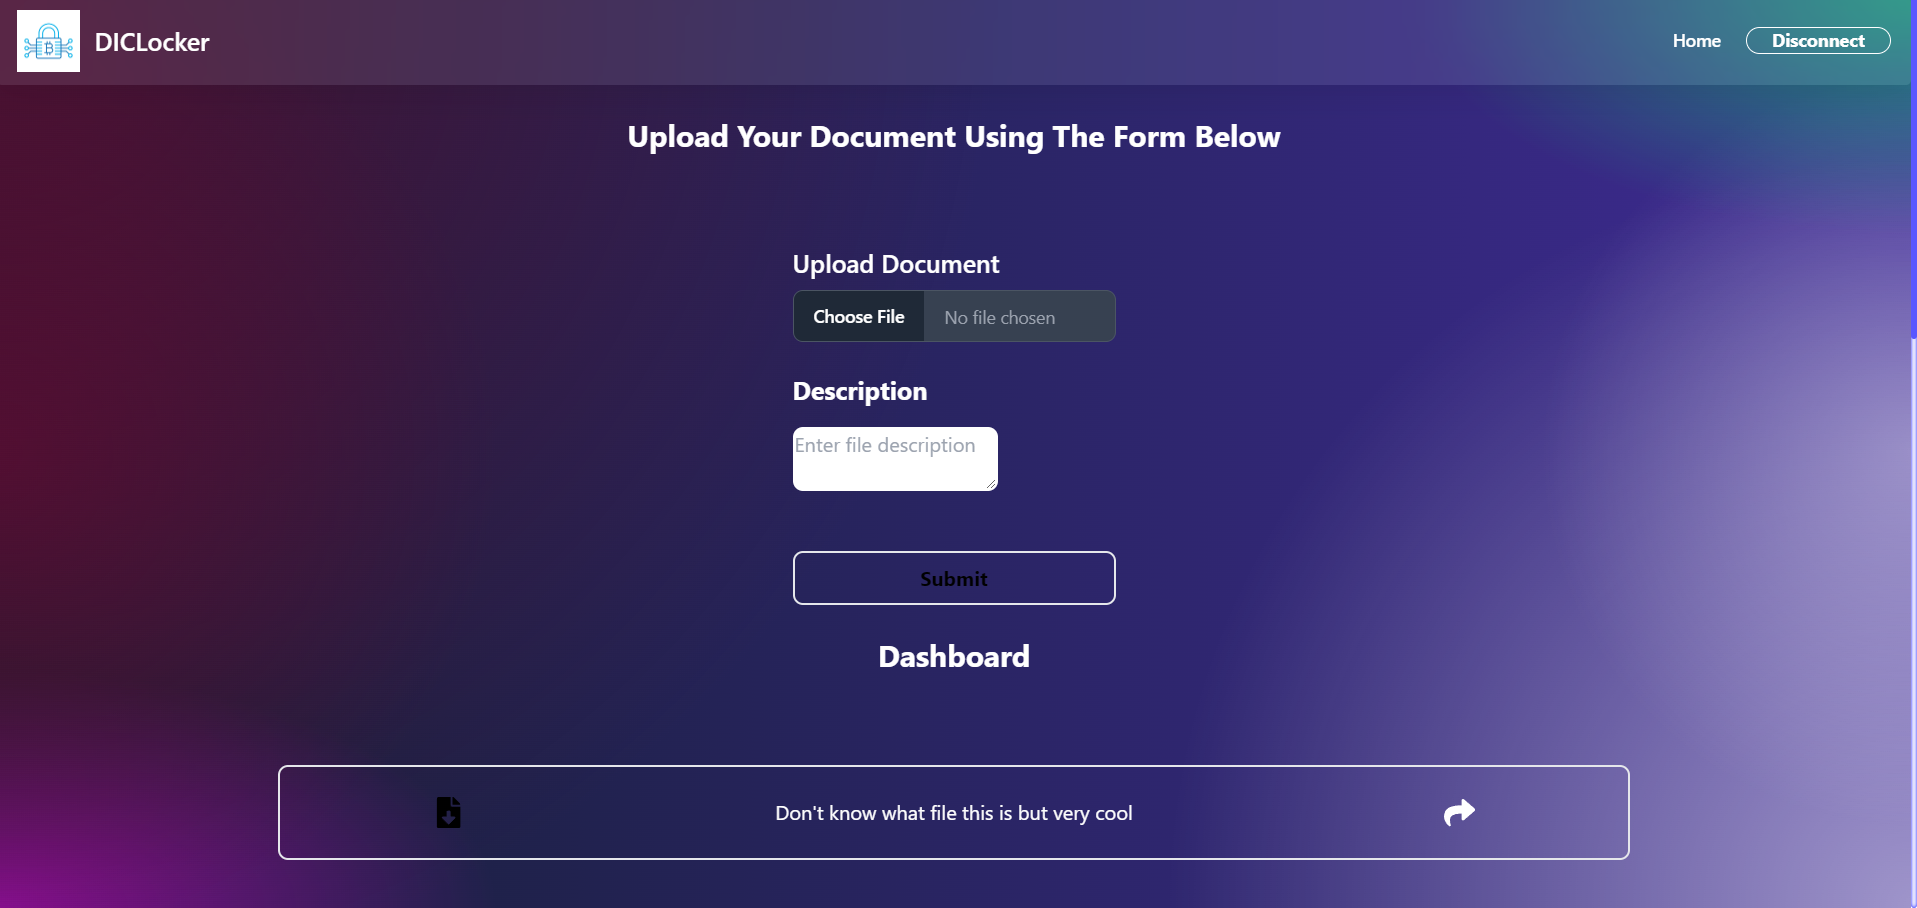 DICLocker
Home
Disconnect
Upload Your Document Using The Form Below
Upload Document
Choose File
No file chosen
Description
Enter file description
Submit
Dashboard
Don't know what file this is but very cool